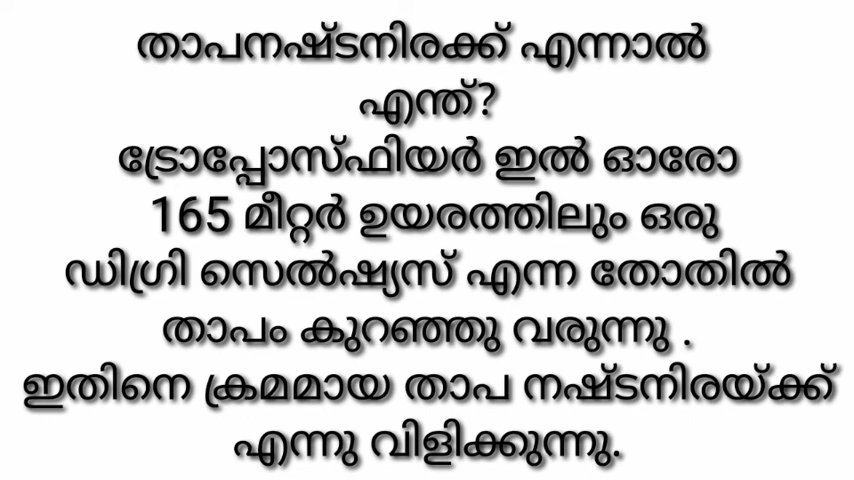 താപനഷ്ടനിരക്ക് എന്നാൽ
എന്ത്?
ട്രോപ്പോസ്ഫിയർ ഇൽ ഓരോ
165 മീറ്റർ ഉയരത്തിലും ഒരു
ഡിഗ്രി സെൽഷ്യസ് എന്ന തോതിൽ
താപം കുറഞ്ഞു വരുന്നു .
ഇതിനെ ക്രമമായ താപ നഷ്ടനിരയ്ക്ക്
എന്നു വിളിക്കുന്നു.